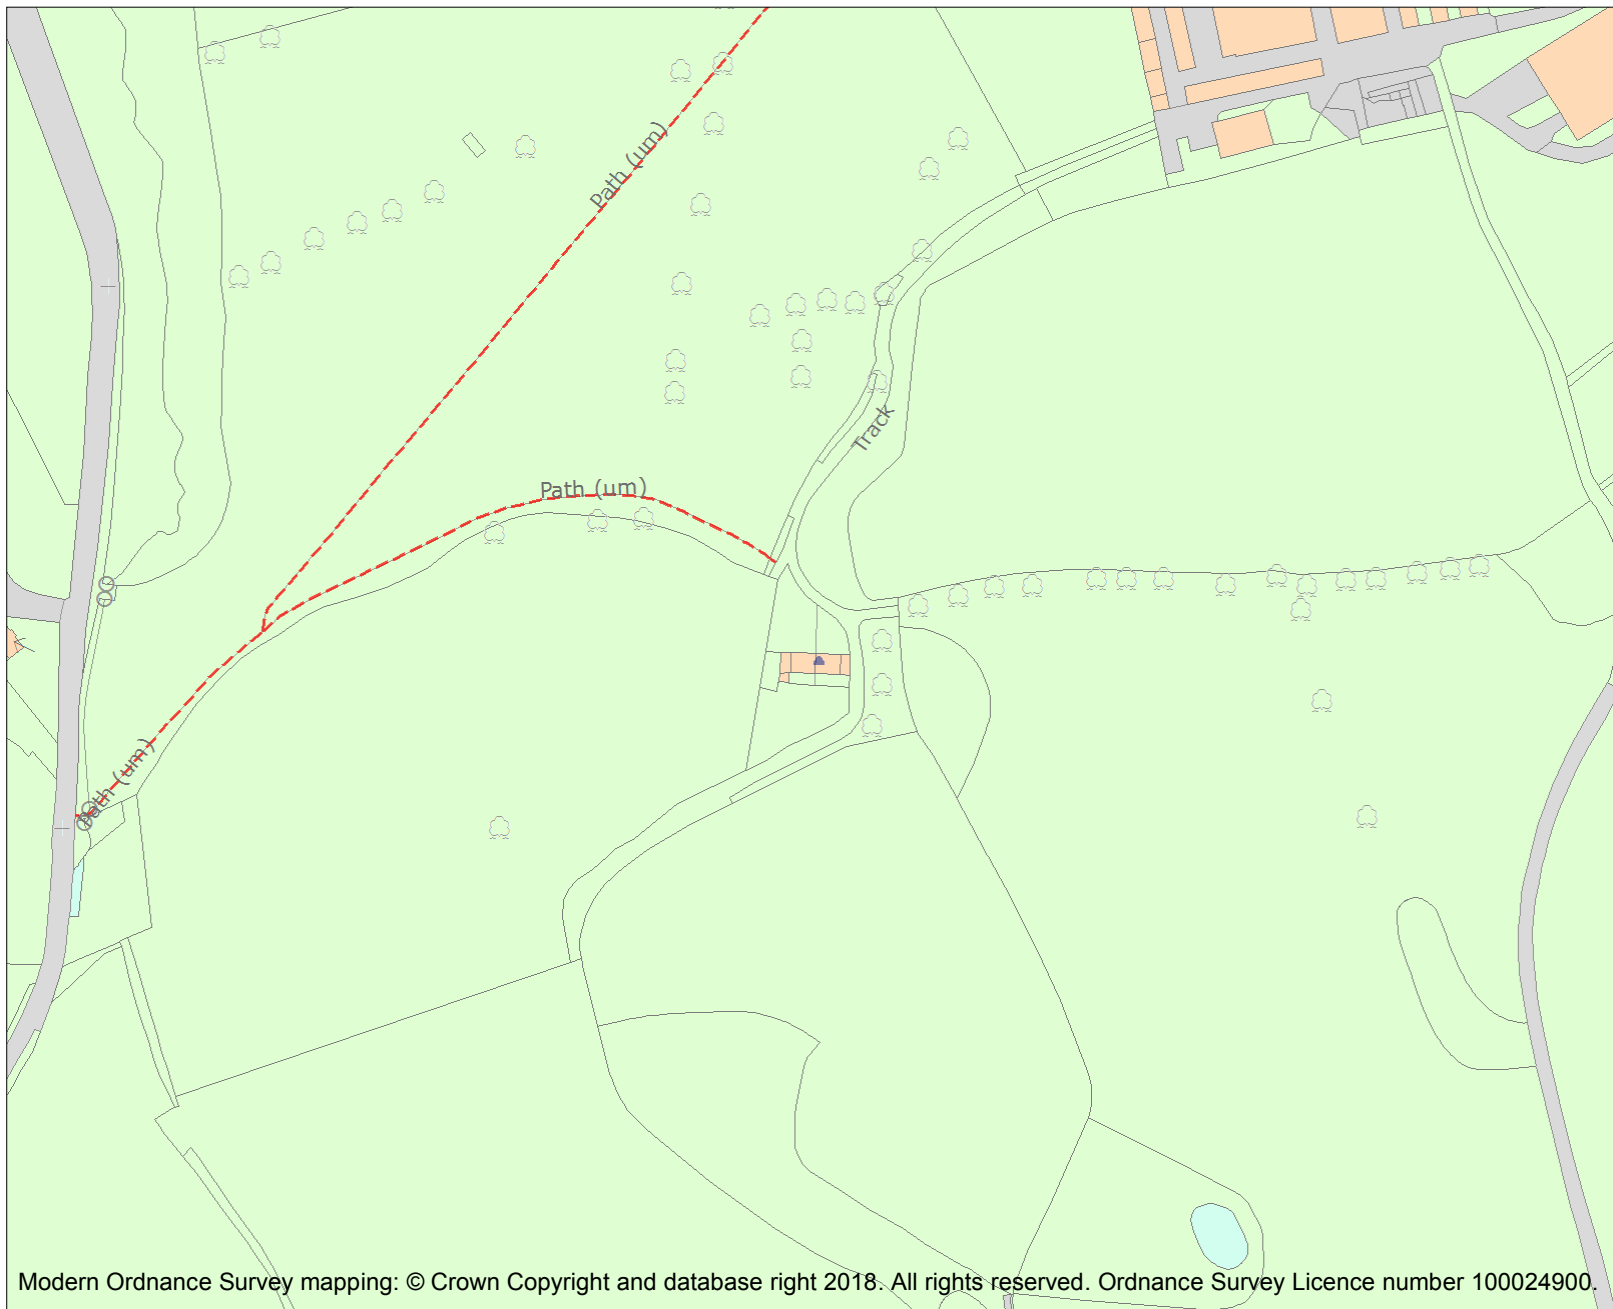 Path (um)
Track
Path (um)
Path (um)
Modern Ordnance Survey mapping: © Crown Copyright and database right 2018. All rights reserved. Ordnance Survey Licence number 100024900.